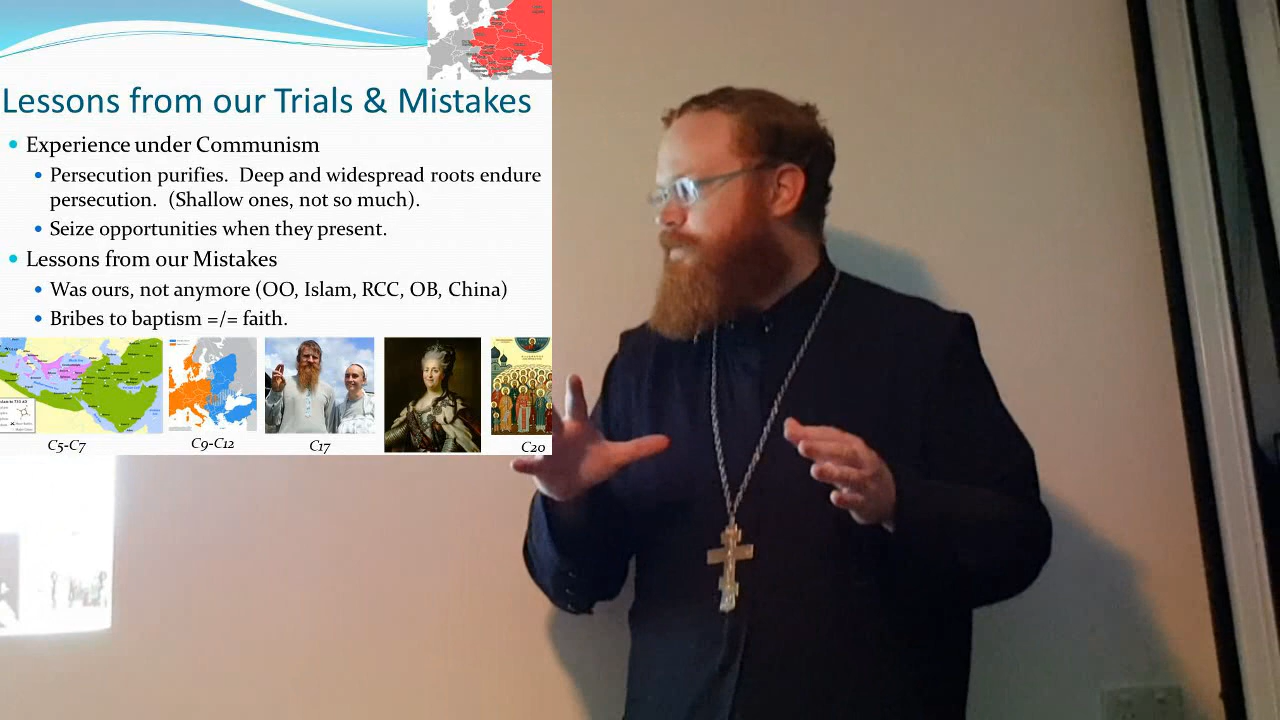 Lessons from our Trials & Mistakes
Experience under Communism
Persecution purifies. Deep and widespread roots endure
persecution. (Shallow ones, not so much).
Seize opportunities when they present.
Lessons from our Mistakes
Was ours, not anymore (OO, Islam, RCC, OB, China)
Bribes to baptism =/= faith.
C5-C7
C9-C12
C17
C20